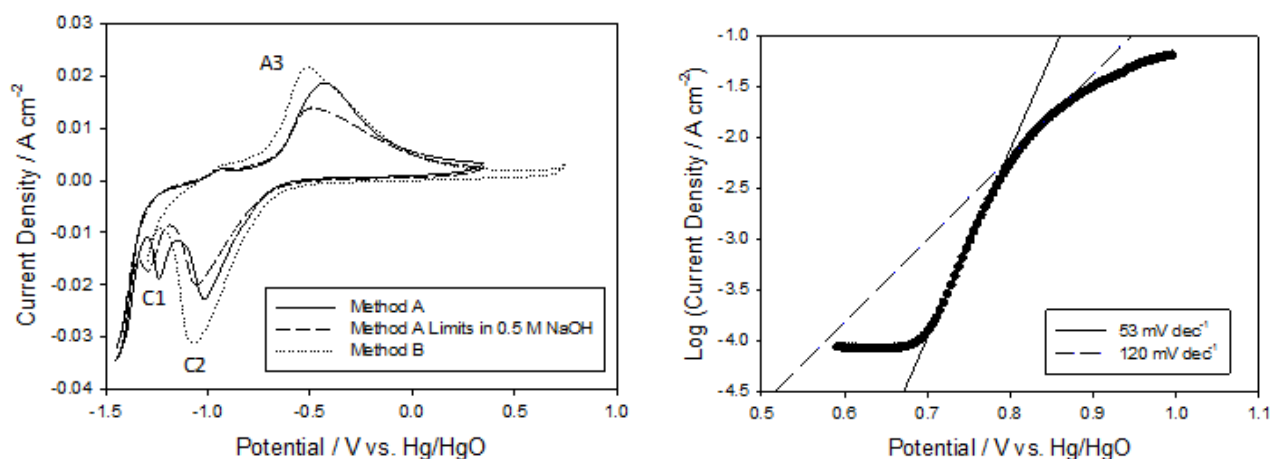 0.03
0.02
0.01
0.00
-0.01
-0.02
-0.03
-0.04
Current Density / A cm⁻²
A3
C1
C2
Method A
Method A Limits in 0.5 M NaOH
Method B
-1.5 -1.0 -0.5 0.0 0.5 1.0
Potential / V vs. Hg/HgO
-1.0
-1.5
-2.0
-2.5
-3.0
-3.5
-4.0
-4.5
Log (Current Density / A cm⁻²)
53 mV dec⁻¹
120 mV dec⁻¹
0.5 0.6 0.7 0.8 0.9 1.0 1.1
Potential / V vs. Hg/HgO